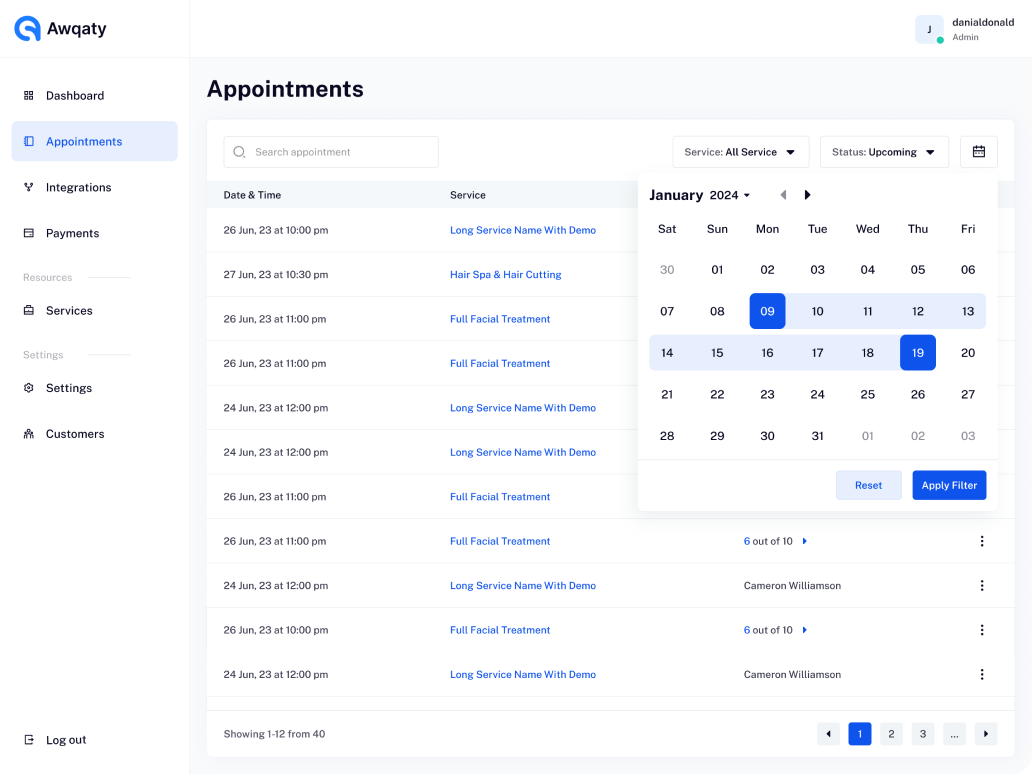 Awqaty
J
danialdonald
Admin
Dashboard
Appointments
Integrations
Payments
Resources
Services
Settings
Settings
Customers
Log out
Appointments
Search appointment
Service: All Service
Status: Upcoming
Date & Time Service
26 Jun, 23 at 10:00 pm Long Service Name With Demo
27 Jun, 23 at 10:30 pm Hair Spa & Hair Cutting
26 Jun, 23 at 11:00 pm Full Facial Treatment
26 Jun, 23 at 11:00 pm Full Facial Treatment
24 Jun, 23 at 12:00 pm Long Service Name With Demo
24 Jun, 23 at 12:00 pm Long Service Name With Demo
26 Jun, 23 at 11:00 pm Full Facial Treatment
26 Jun, 23 at 11:00 pm Full Facial Treatment 6 out of 10
24 Jun, 23 at 12:00 pm Long Service Name With Demo Cameron Williamson
26 Jun, 23 at 10:00 pm Full Facial Treatment 6 out of 10
24 Jun, 23 at 12:00 pm Long Service Name With Demo Cameron Williamson
January 2024
Sat Sun Mon Tue Wed Thu Fri
30 01 02 03 04 05 06
07 08 09 10 11 12 13
14 15 16 17 18 19 20
21 22 23 24 25 26 27
28 29 30 31 01 02 03
Reset Apply Filter
Showing 1-12 from 40
1 2 3 ...